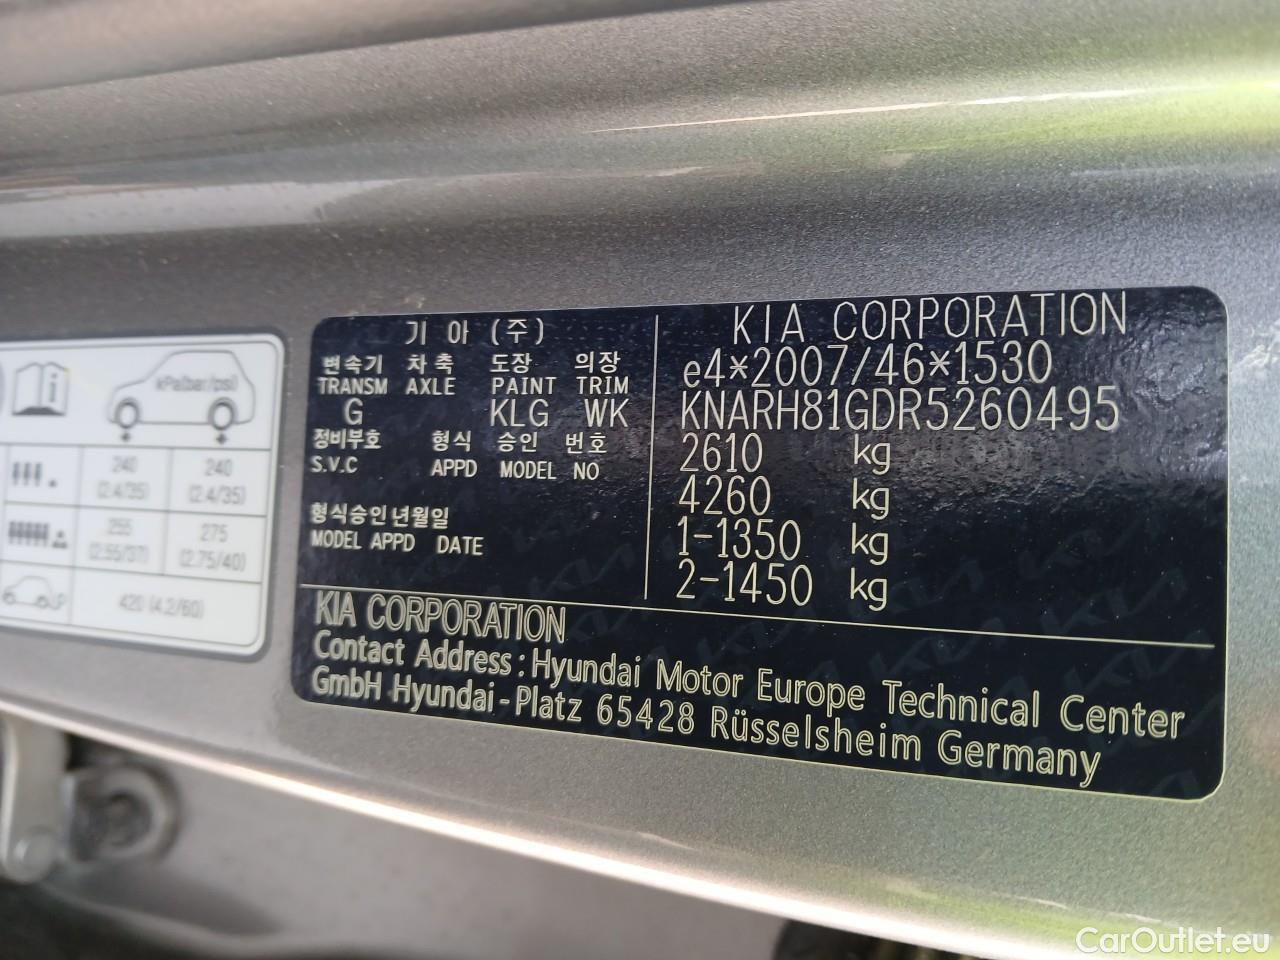 kPa(bar/psi)
240
(2.4/35)
240
(2.4/35)
255
(2.55/37)
275
(2.75/40)
420 (4.2/60)
기 아 (주)
변속기 차축 도장 의장
TRANSM AXLE PAINT TRIM
G KLG WK
정비부호 형식 승인 번호
S.V.C APPD MODEL NO
형식승인년월일
MODEL APPD DATE
KIA CORPORATION
e4*2007/46*1530
KNARH81GDR5260495
2610 kg
4260 kg
1-1350 kg
2-1450 kg
KIA CORPORATION
Contact Address : Hyundai Motor Europe Technical Center
GmbH Hyundai-Platz 65428 Rüsselsheim Germany
CarOutlet.eu